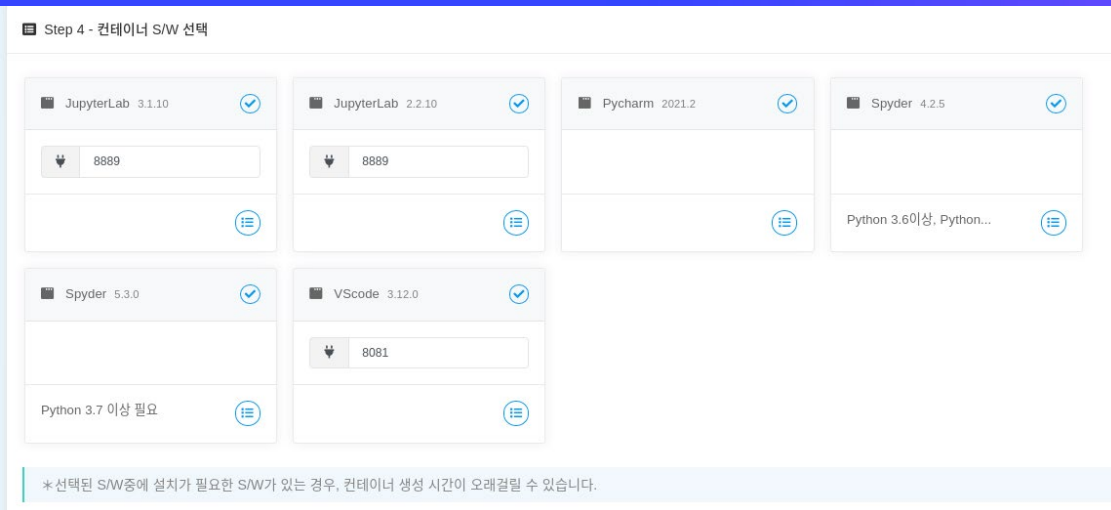 Step 4 - 컨테이너 S/W 선택
JupyterLab 3.1.10
8889
JupyterLab 2.2.10
8889
Pycharm 2021.2
Spyder 4.2.5
Python 3.6이상, Python...
Spyder 5.3.0
Python 3.7 이상 필요
VScode 3.12.0
8081
*선택된 S/W중에 설치가 필요한 S/W가 있는 경우, 컨테이너 생성 시간이 오래걸릴 수 있습니다.